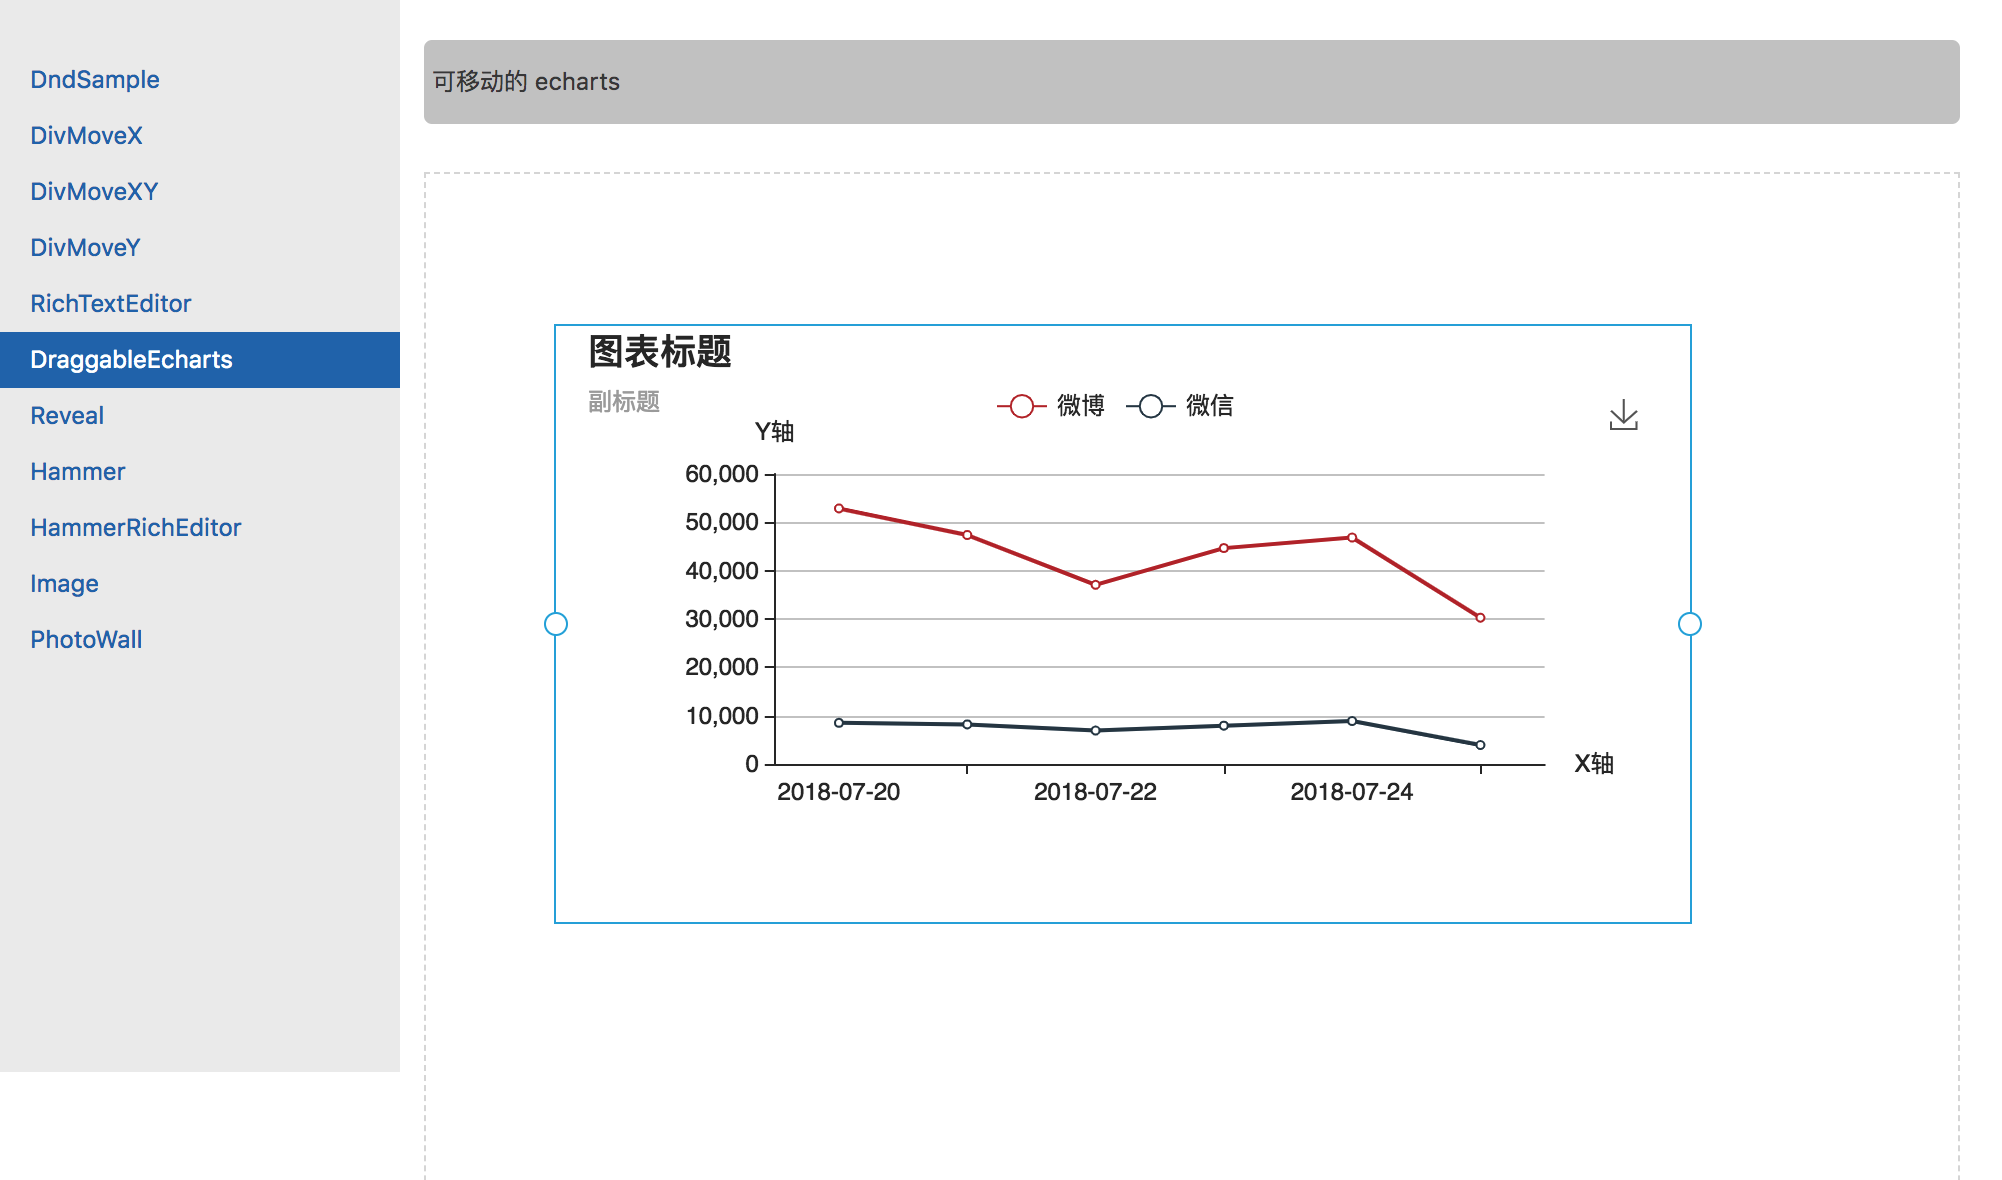 DndSample
DivMoveX
DivMoveXY
DivMoveY
RichTextEditor
DraggableEcharts
Reveal
Hammer
HammerRichEditor
Image
PhotoWall
可移动的 echarts
图表标题
副标题
微博 微信
Y轴
60,000
50,000
40,000
30,000
20,000
10,000
0
X轴
2018-07-20 2018-07-22 2018-07-24